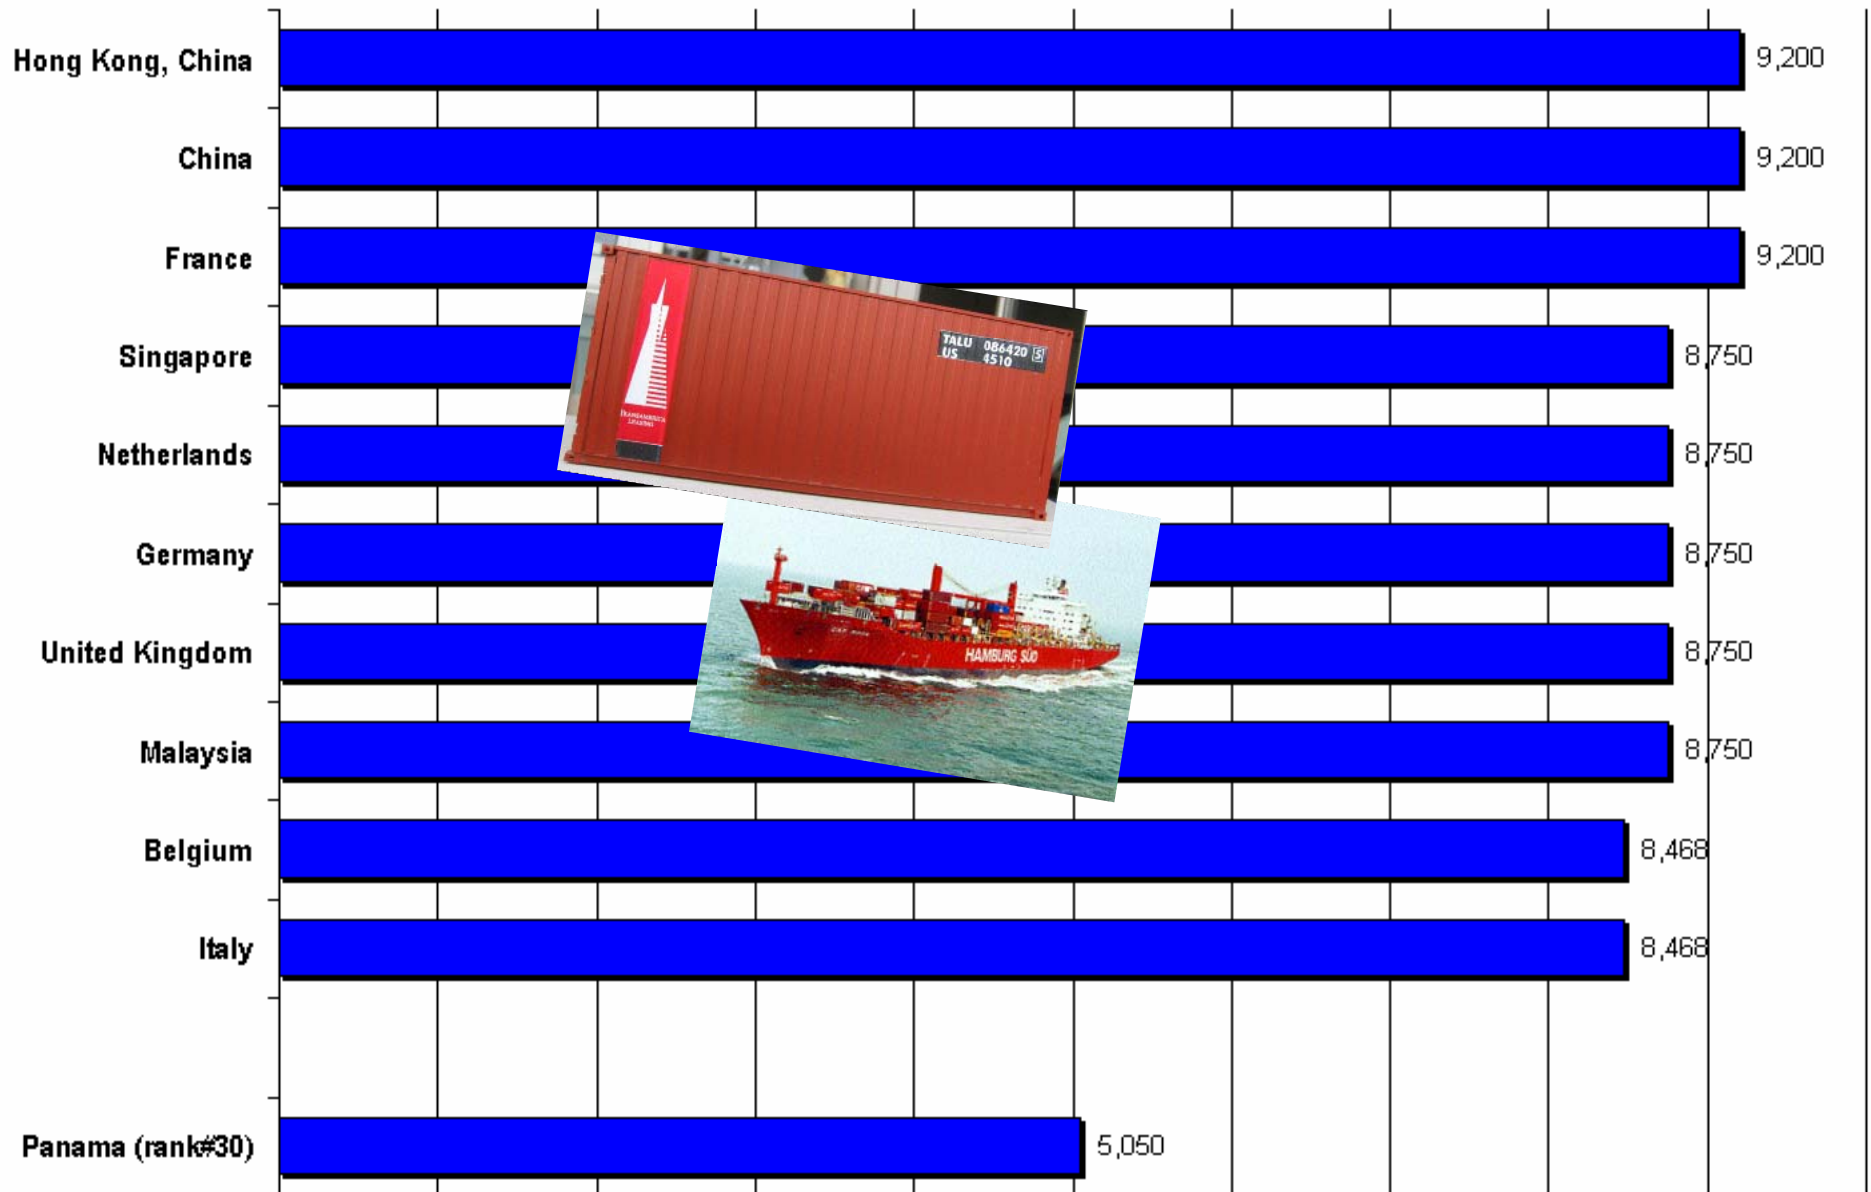 Hong Kong, China 9,200
China 9,200
France 9,200
Singapore 8,750
Netherlands 8,750
Germany 8,750
United Kingdom 8,750
Malaysia 8,750
Belgium 8,468
Italy 8,468
Panama (rank#30) 5,050
TALU 086420 5
US 4510
TRANSAMERICA
LEASING
HAMBURG SÜD